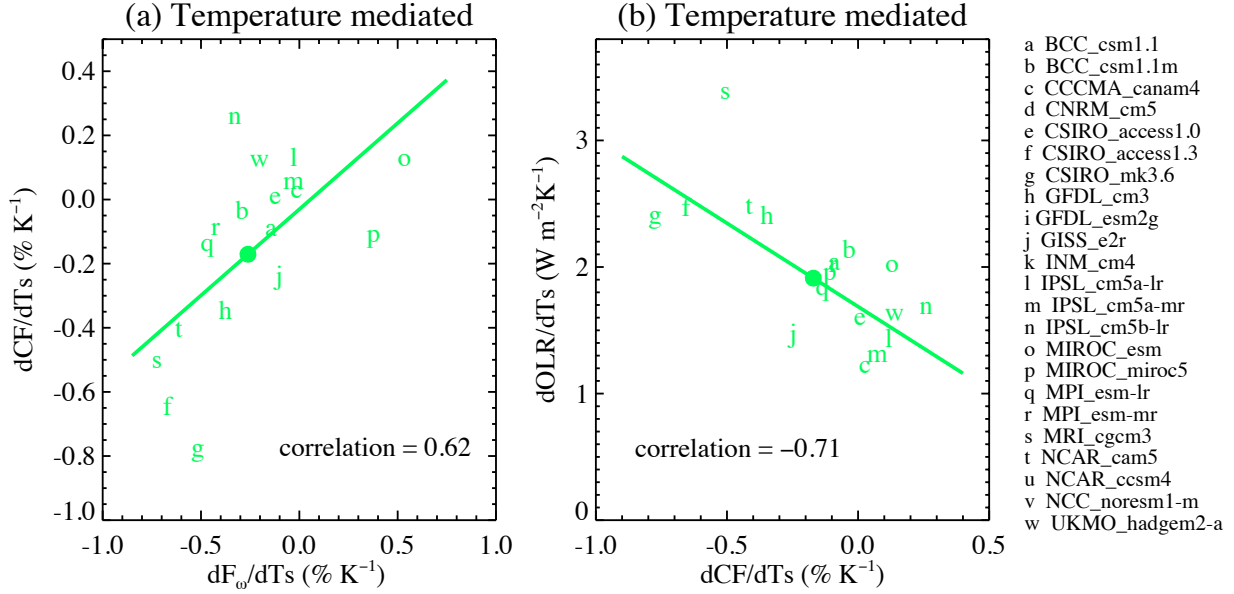 (a) Temperature mediated
0.4
0.2
0.0
-0.2
-0.4
-0.6
-0.8
-1.0
dCF/dTs (% K−1)
n
w
l
m
c
o
e
b
a
r
p
q
j
h
t
s
f
g
correlation = 0.62
-1.0 -0.5 0.0 0.5 1.0
dFω/dTs (% K−1)
(b) Temperature mediated
3
2
1
0
dOLR/dTs (W m−2K−1)
s
g
f
t
h
b
a
p
o
q
n
w
e
j
l
m
c
correlation = −0.71
-1.0 -0.5 0.0 0.5
dCF/dTs (% K−1)
a BCC_csm1.1
b BCC_csm1.1m
c CCCMA_canam4
d CNRM_cm5
e CSIRO_access1.0
f CSIRO_access1.3
g CSIRO_mk3.6
h GFDL_cm3
i GFDL_esm2g
j GISS_e2r
k INM_cm4
l IPSL_cm5a-lr
m IPSL_cm5a-mr
n IPSL_cm5b-lr
o MIROC_esm
p MIROC_miroc5
q MPI_esm-lr
r MPI_esm-mr
s MRI_cgcm3
t NCAR_cam5
u NCAR_ccsm4
v NCC_noresm1-m
w UKMO_hadgem2-a